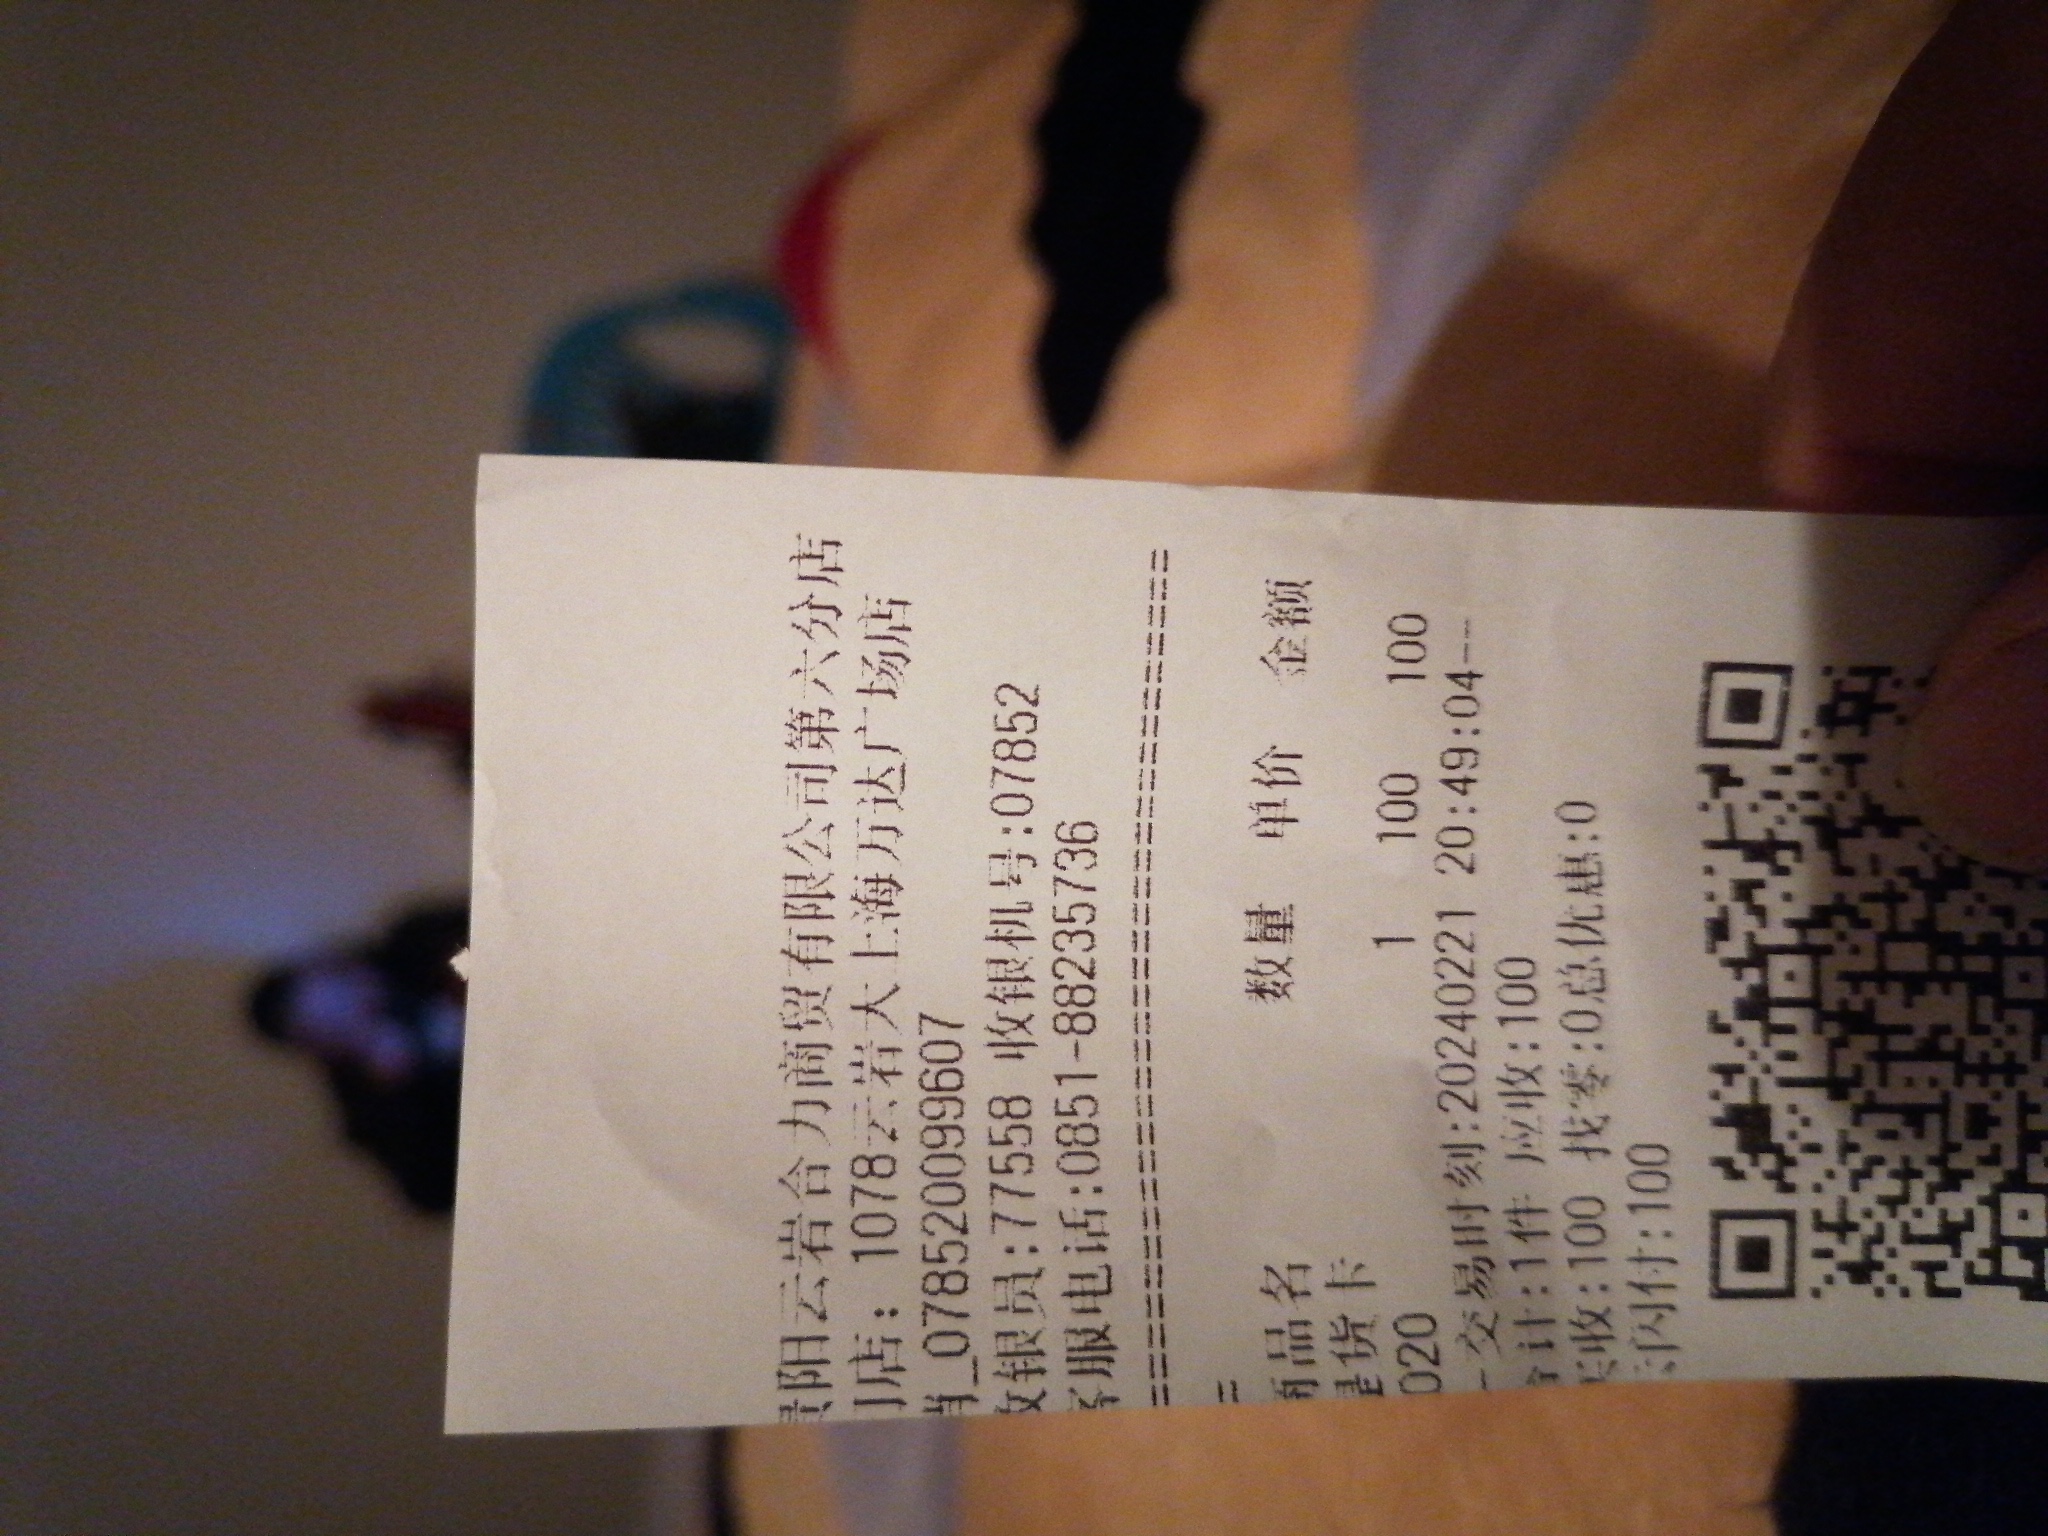 贵阳云岩合力商贸有限公司第六分店
门店: 1078云岩大上海万达广场店
肖_078520099607
收银员:77558 收银机号:07852
客服电话:0851-88235736
==========================================
=
商品名 数量 单价 金额
提货卡
020 1 100 100
--交易时刻:20240221 20:49:04--
合计:1件 应收:100
实收:100 找零:0总优惠:0
云闪付:100